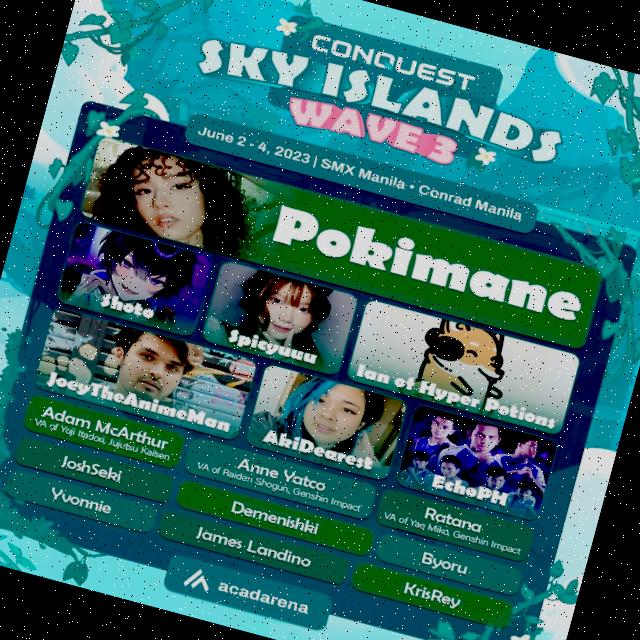 CONQUEST
SKY ISLANDS
WAVE 3
June 2 - 4, 2023 | SMX Manila • Conrad Manila
Pokimane
Shoto
Spicyuuu
Ian of Hyper Potions
JoeyTheAnimeMan
AkiDearest
EchoPH
Adam McArthur
VA of Yuji Itadori, Jujutsu Kaisen
Anne Yatco
VA of Raiden Shogun, Genshin Impact
Ratana
VA of Yae Miko, Genshin Impact
JoshSeki
Demenishki
Byoru
Yvonnie
James Landino
KrisRey
acadarena